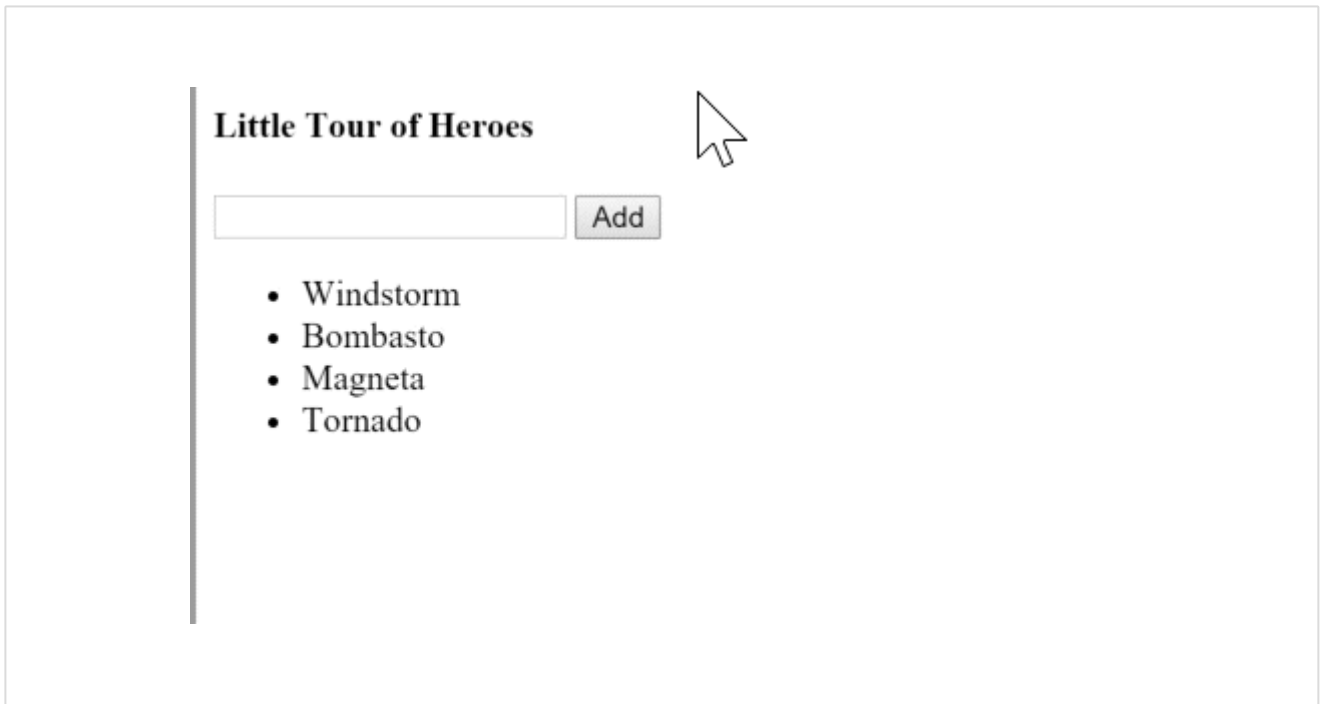 Little Tour of Heroes
Add
Windstorm
Bombasto
Magneta
Tornado